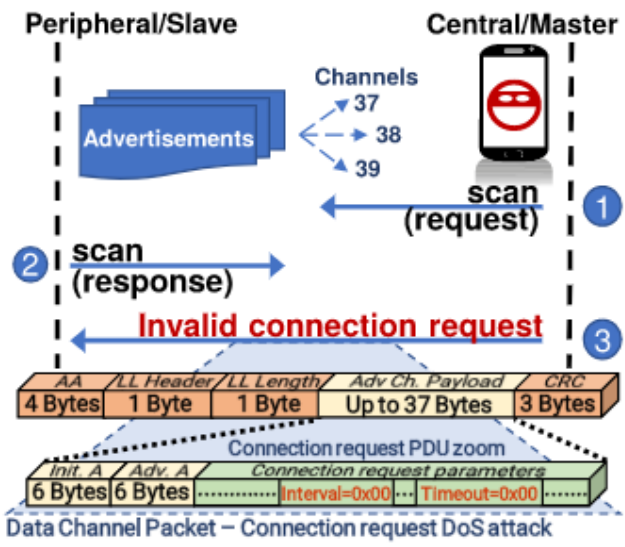 Peripheral/Slave Central/Master
Channels
Advertisements
37
38
39
scan
(request)
1
2
scan
(response)
Invalid connection request
3
AA LL Header LL Length Adv Ch. Payload CRC
4 Bytes 1 Byte 1 Byte Up to 37 Bytes 3 Bytes
Connection request PDU zoom
Init. A Adv. A Connection request parameters
6 Bytes 6 Bytes ............. Interval=0x00 ... Timeout=0x00 .......
Data Channel Packet – Connection request DoS attack